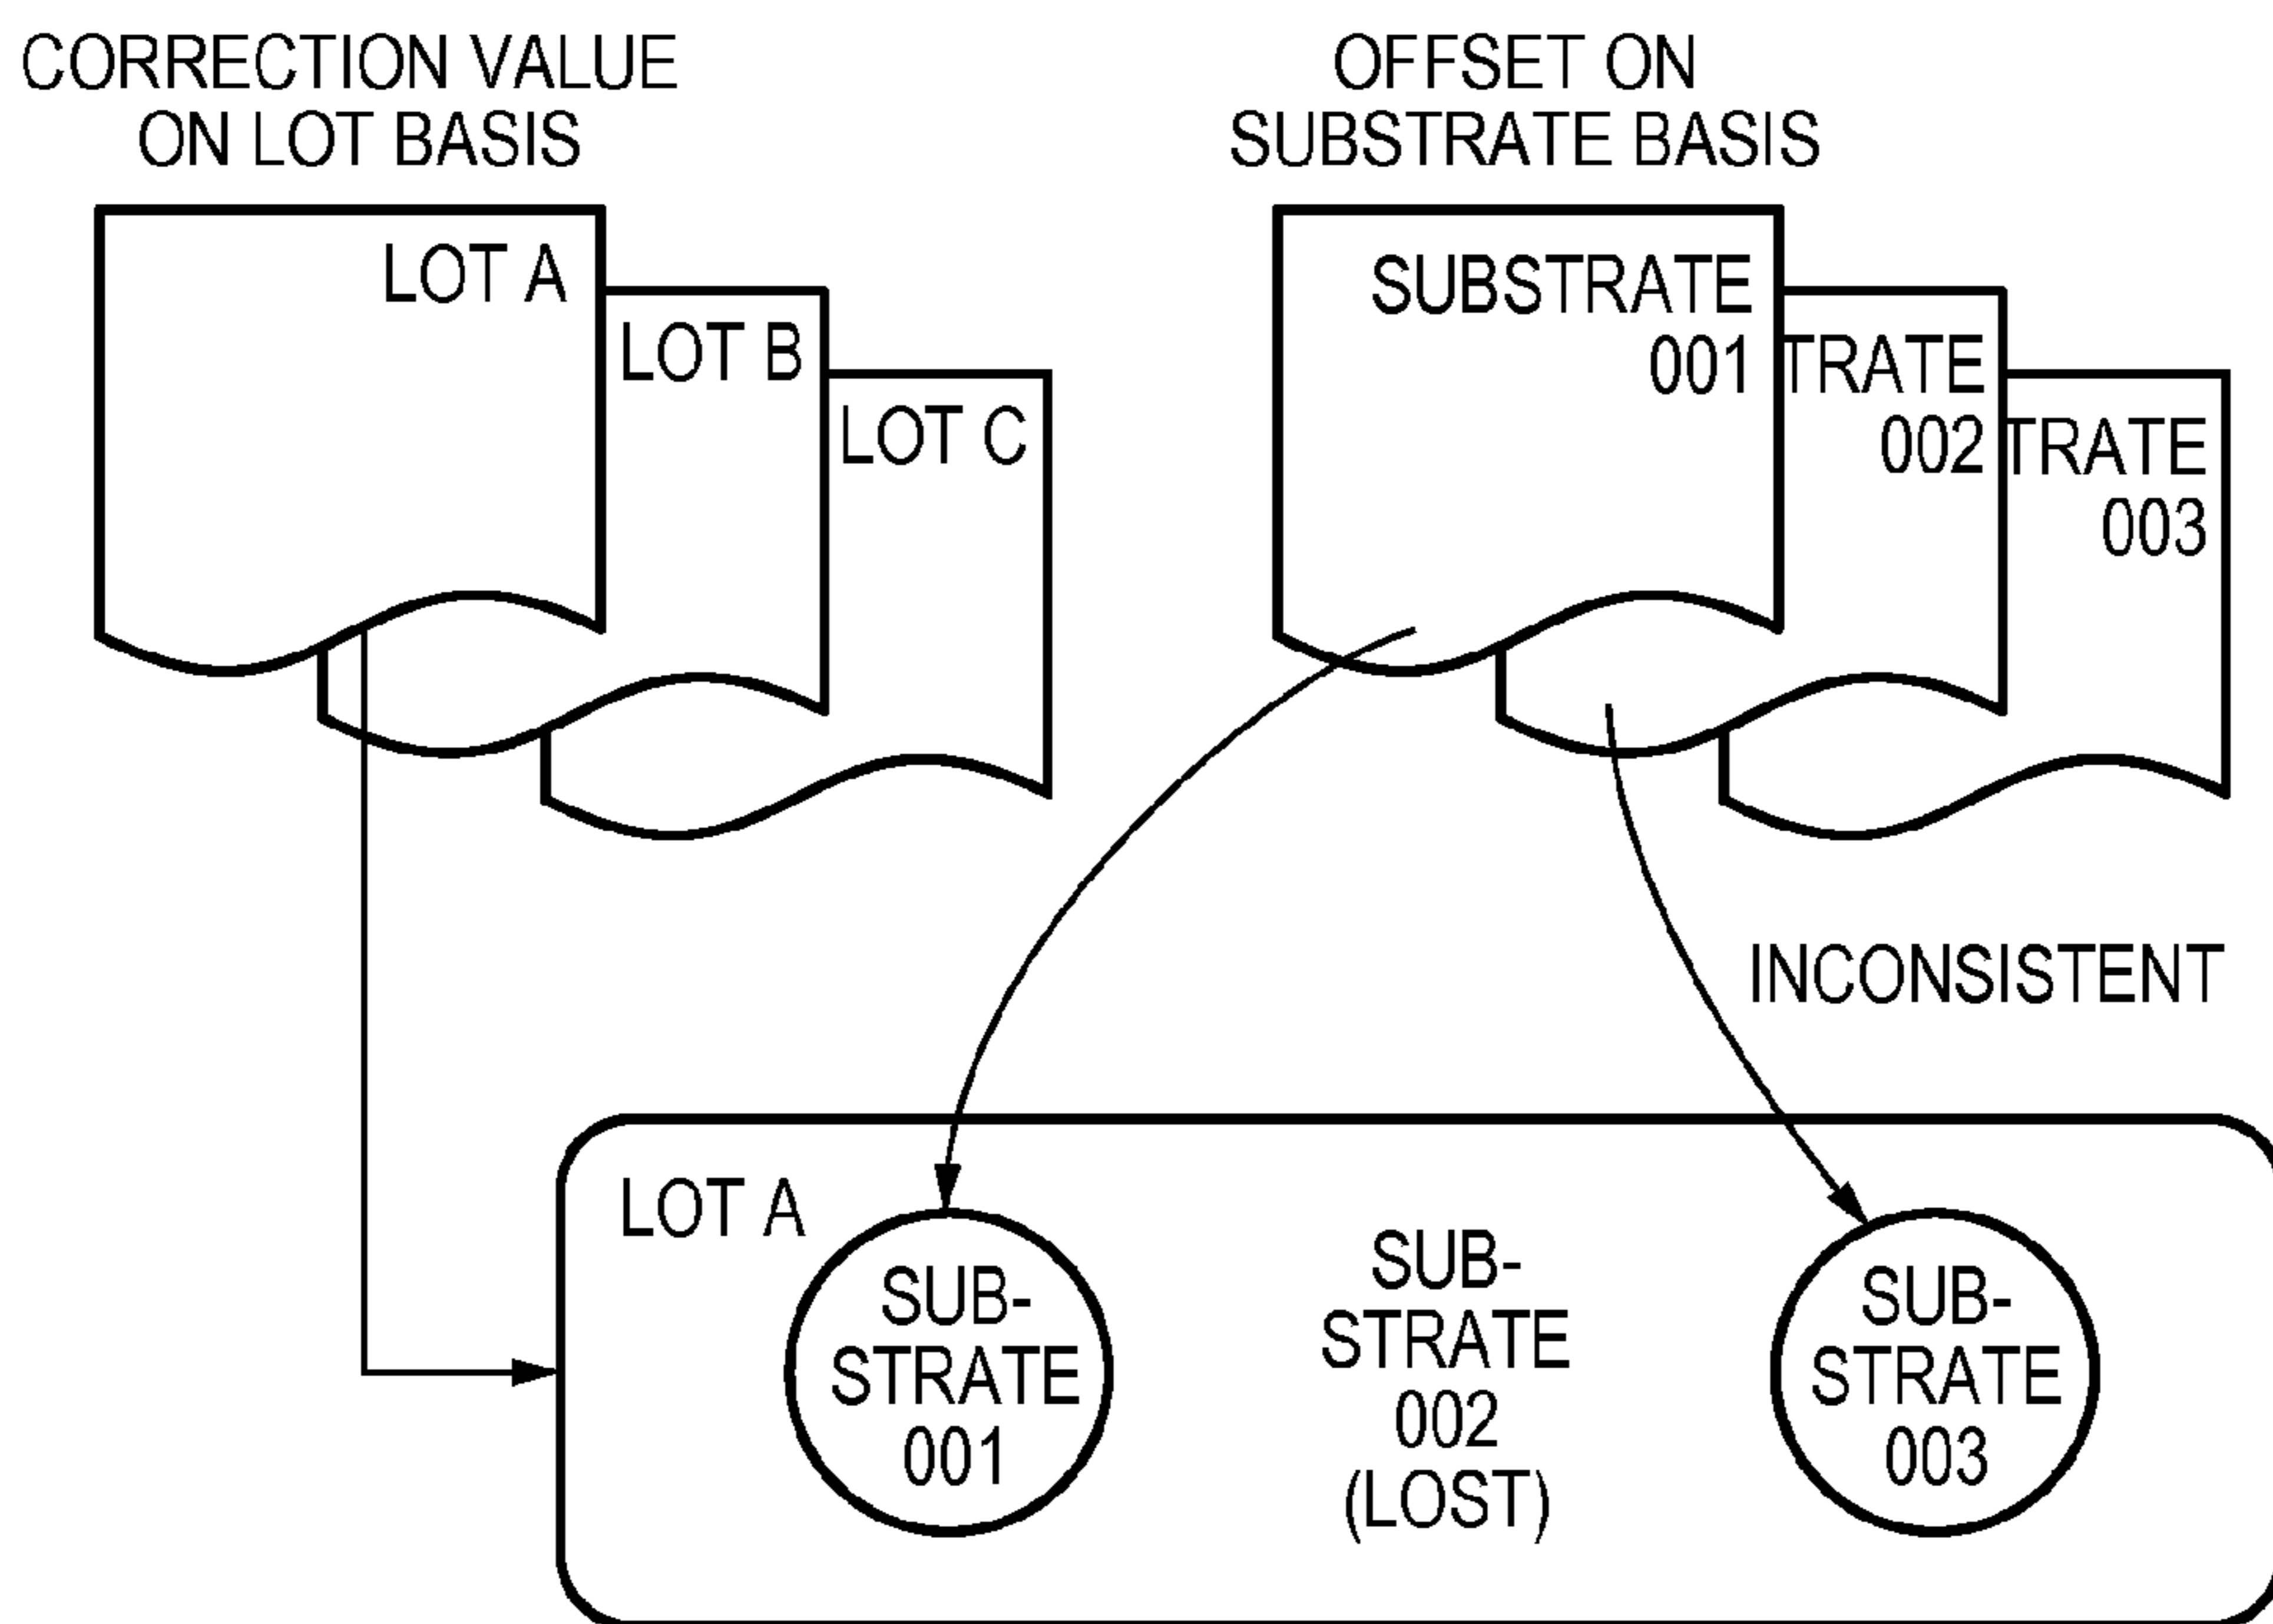 CORRECTION VALUE
ON LOT BASIS
LOT A
LOT B
LOT C
OFFSET ON
SUBSTRATE BASIS
SUBSTRATE
001
TRATE
002
TRATE
003
INCONSISTENT
LOT A
SUB-
STRATE
001
SUB-
STRATE
002
(LOST)
SUB-
STRATE
003